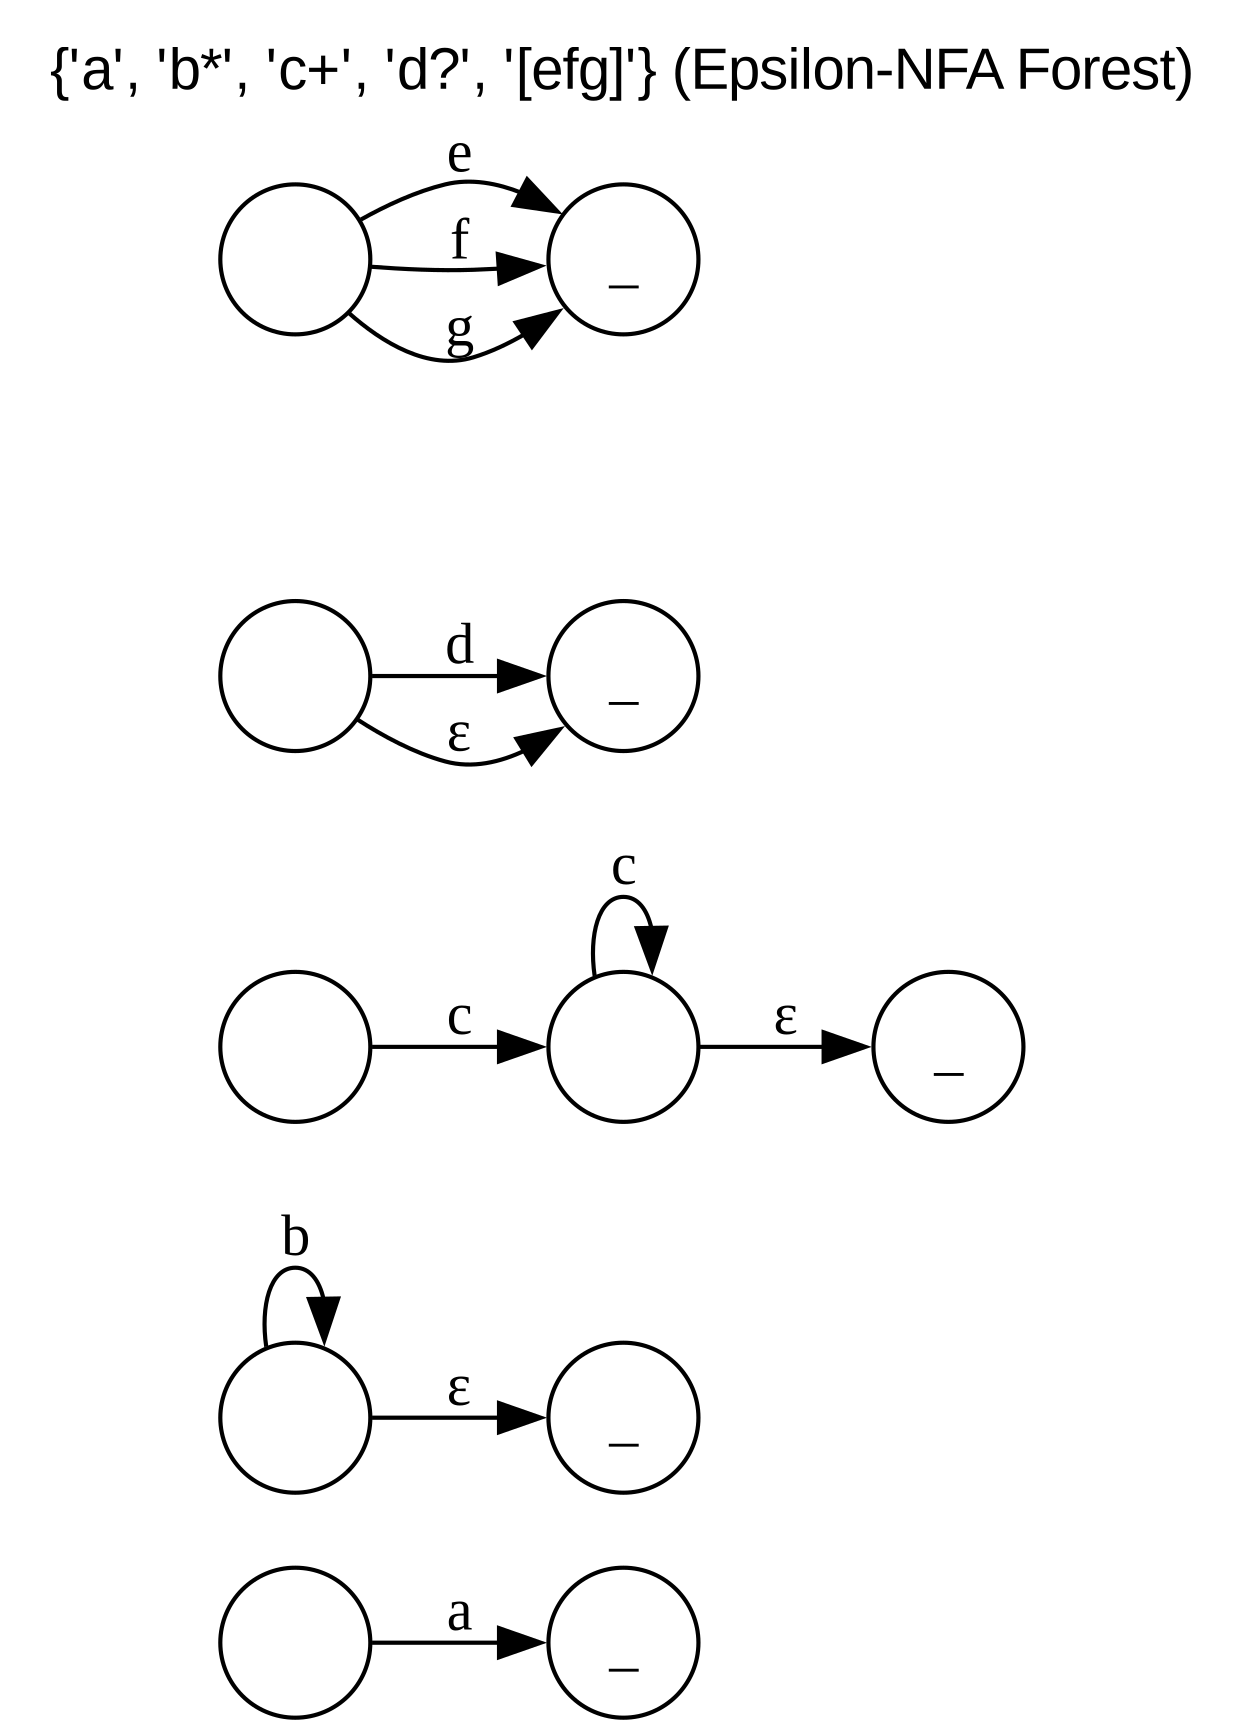 {'a', 'b*', 'c+', 'd?', '[efg]'} (Epsilon-NFA Forest)
e
f
_
g
d
_
ε
c
c
ε
_
b
ε
_
a
_